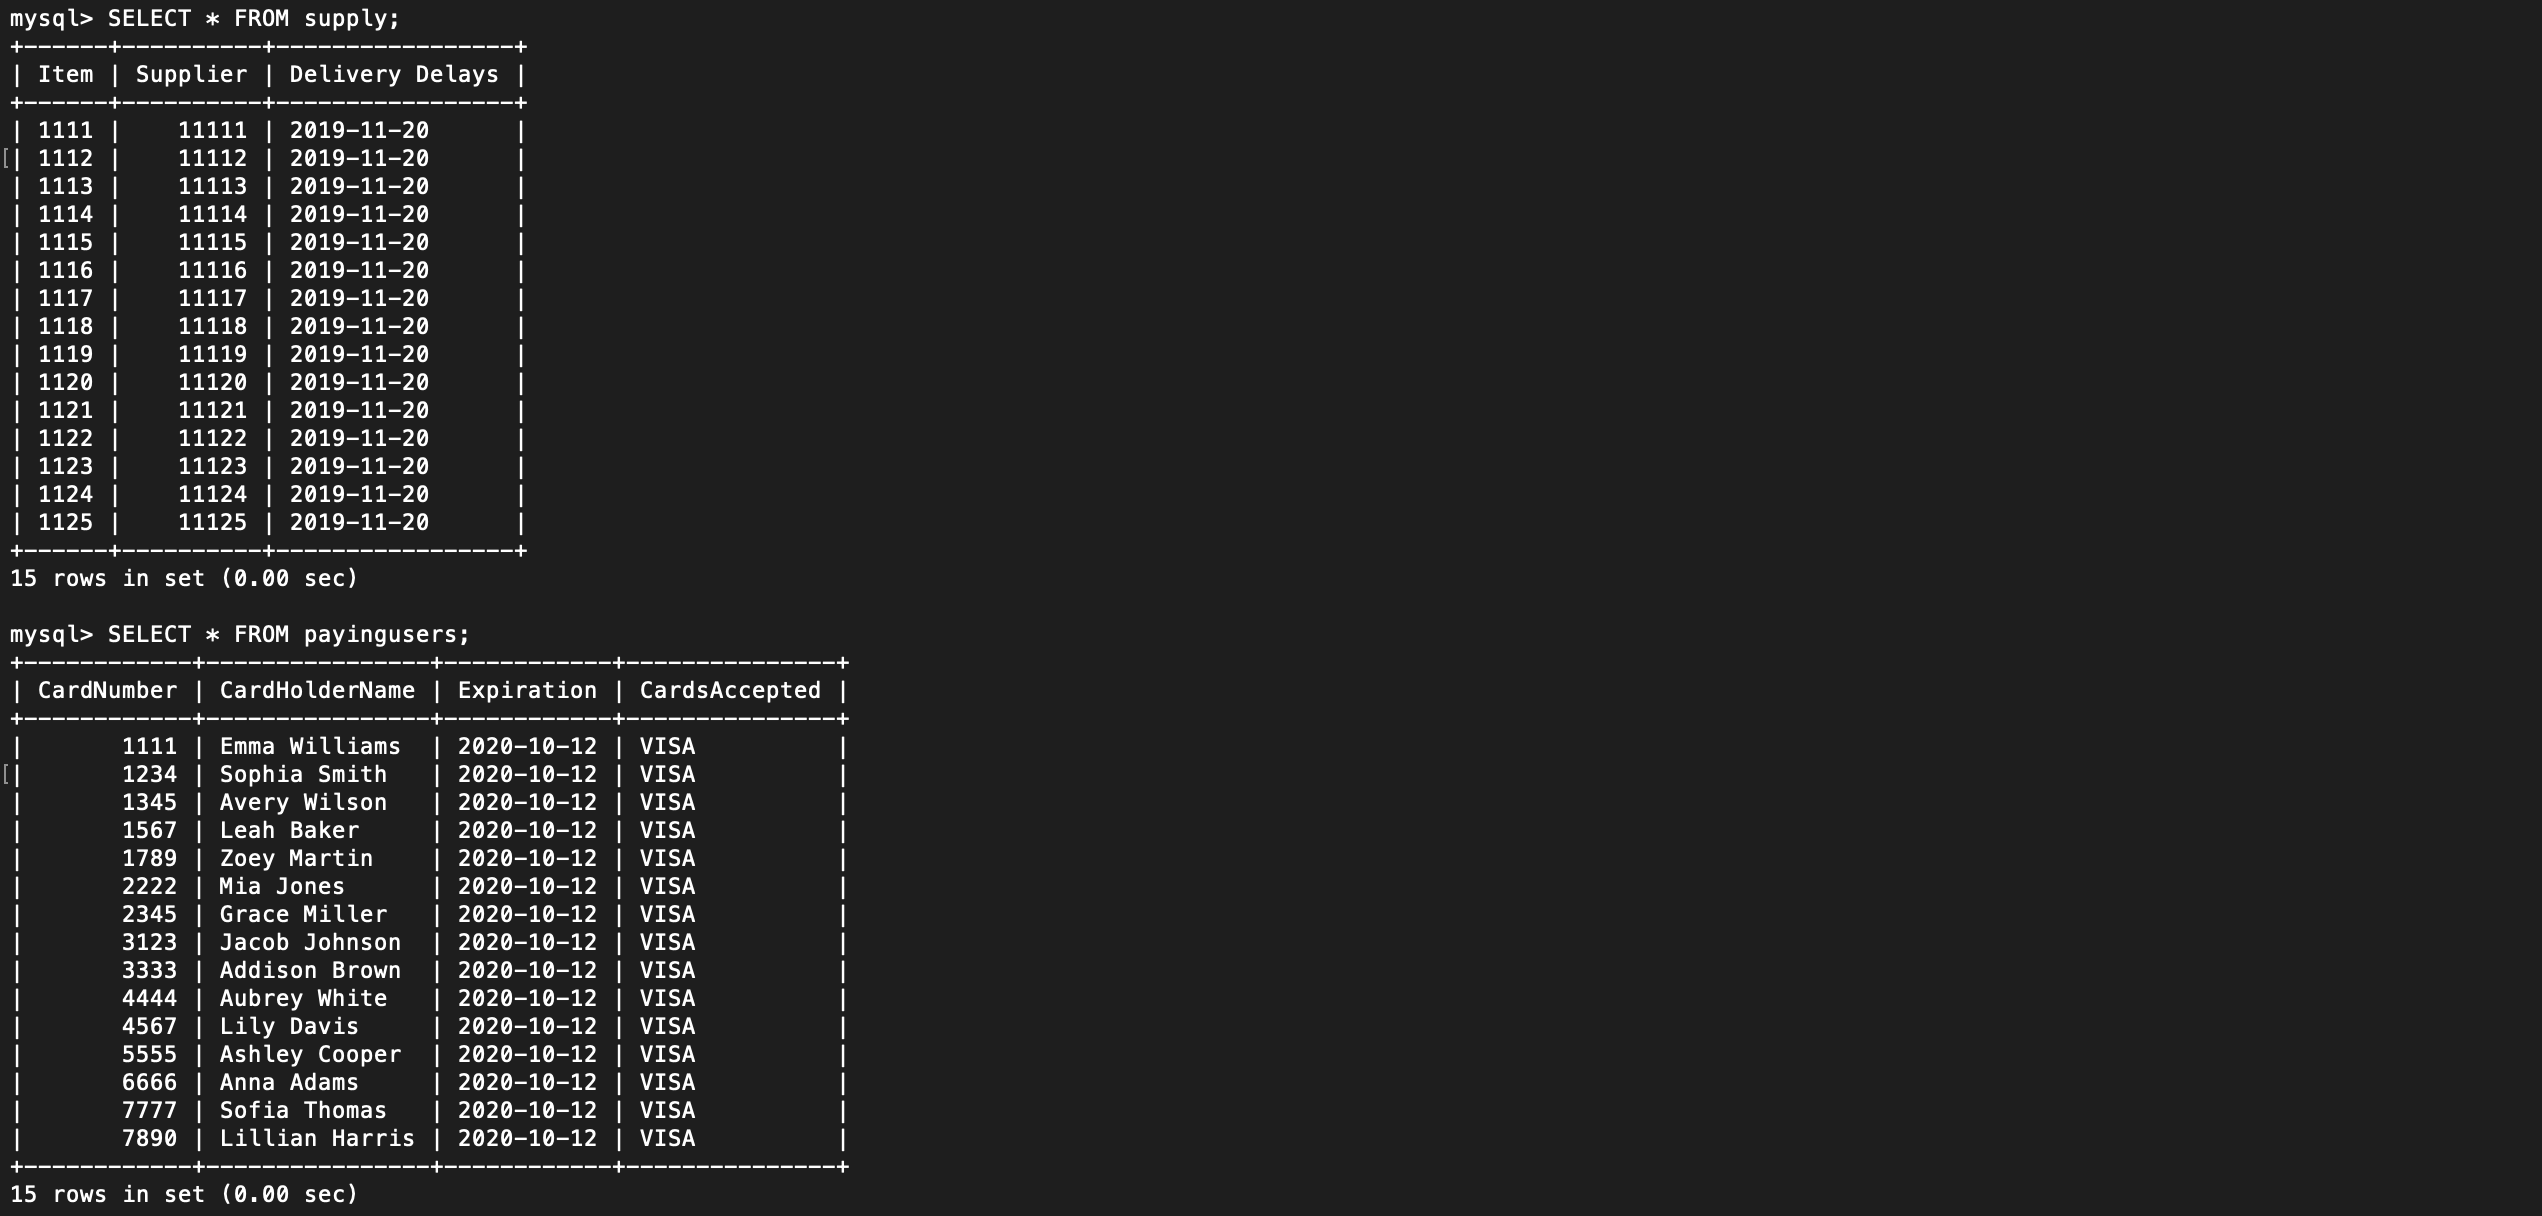 mysql> SELECT * FROM supply;
+------+----------+-----------------+
| Item | Supplier | Delivery Delays |
+------+----------+-----------------+
| 1111 |    11111 | 2019-11-20      |
[| 1112 |    11112 | 2019-11-20      |
| 1113 |    11113 | 2019-11-20      |
| 1114 |    11114 | 2019-11-20      |
| 1115 |    11115 | 2019-11-20      |
| 1116 |    11116 | 2019-11-20      |
| 1117 |    11117 | 2019-11-20      |
| 1118 |    11118 | 2019-11-20      |
| 1119 |    11119 | 2019-11-20      |
| 1120 |    11120 | 2019-11-20      |
| 1121 |    11121 | 2019-11-20      |
| 1122 |    11122 | 2019-11-20      |
| 1123 |    11123 | 2019-11-20      |
| 1124 |    11124 | 2019-11-20      |
| 1125 |    11125 | 2019-11-20      |
+------+----------+-----------------+
15 rows in set (0.00 sec)

mysql> SELECT * FROM payingusers;
+------------+----------------+------------+---------------+
| CardNumber | CardHolderName | Expiration | CardsAccepted |
+------------+----------------+------------+---------------+
|       1111 | Emma Williams  | 2020-10-12 | VISA          |
[|       1234 | Sophia Smith   | 2020-10-12 | VISA          |
|       1345 | Avery Wilson   | 2020-10-12 | VISA          |
|       1567 | Leah Baker     | 2020-10-12 | VISA          |
|       1789 | Zoey Martin    | 2020-10-12 | VISA          |
|       2222 | Mia Jones      | 2020-10-12 | VISA          |
|       2345 | Grace Miller   | 2020-10-12 | VISA          |
|       3123 | Jacob Johnson  | 2020-10-12 | VISA          |
|       3333 | Addison Brown  | 2020-10-12 | VISA          |
|       4444 | Aubrey White   | 2020-10-12 | VISA          |
|       4567 | Lily Davis     | 2020-10-12 | VISA          |
|       5555 | Ashley Cooper  | 2020-10-12 | VISA          |
|       6666 | Anna Adams     | 2020-10-12 | VISA          |
|       7777 | Sofia Thomas   | 2020-10-12 | VISA          |
|       7890 | Lillian Harris | 2020-10-12 | VISA          |
+------------+----------------+------------+---------------+
15 rows in set (0.00 sec)